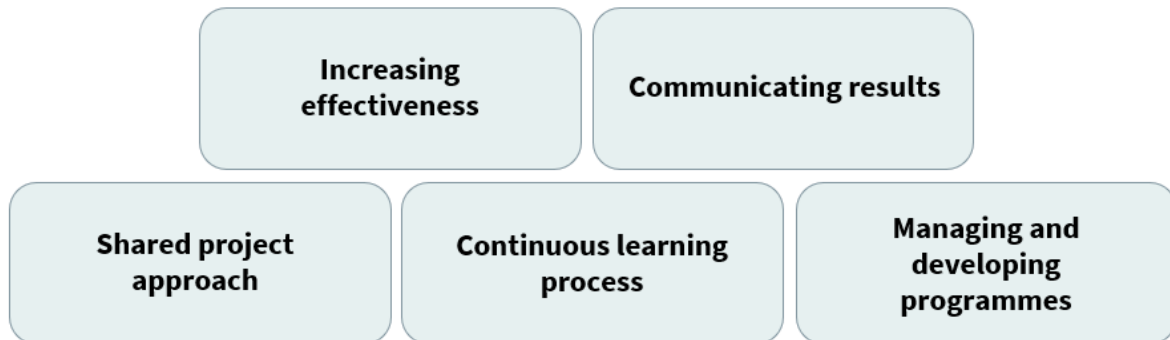 Increasing
effectiveness
Communicating results
Shared project
approach
Continuous learning
process
Managing and
developing
programmes